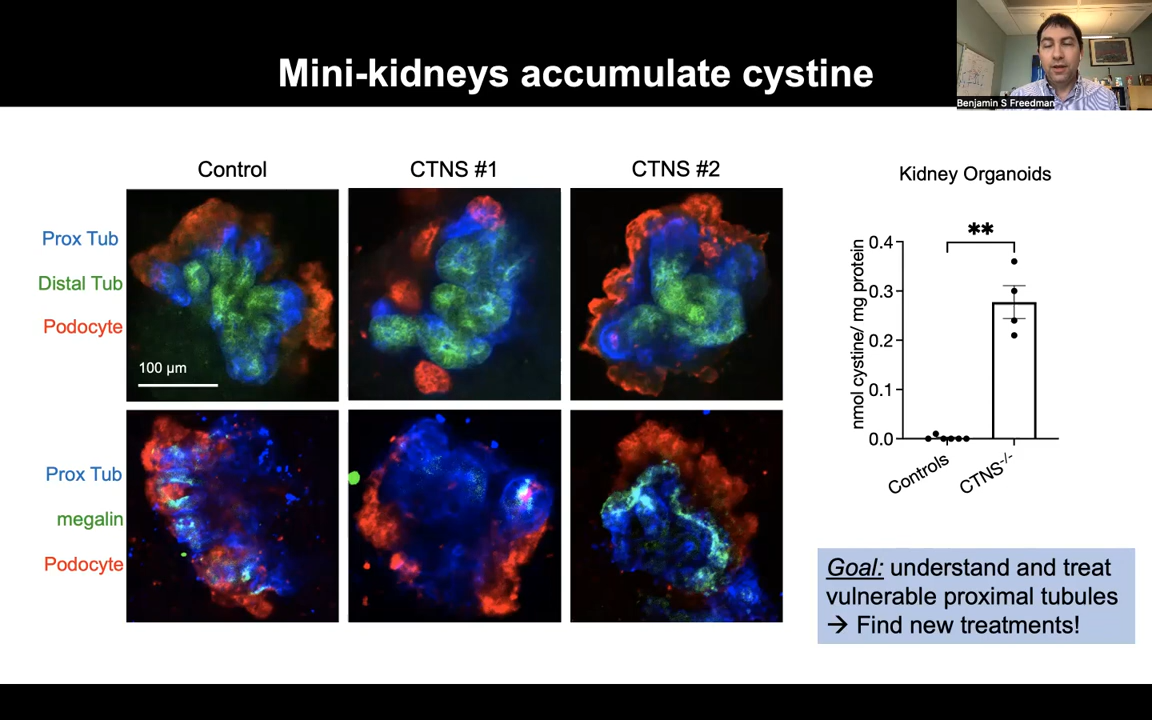 Mini-kidneys accumulate cystine
Benjamin S Freedman
Control
CTNS #1
CTNS #2
Prox Tub
Distal Tub
Podocyte
100 µm
Prox Tub
megalin
Podocyte
Kidney Organoids
**
nmol cystine/ mg protein
0.4
0.3
0.2
0.1
0.0
Controls
CTNS-/-
Goal: understand and treat
vulnerable proximal tubules
→ Find new treatments!